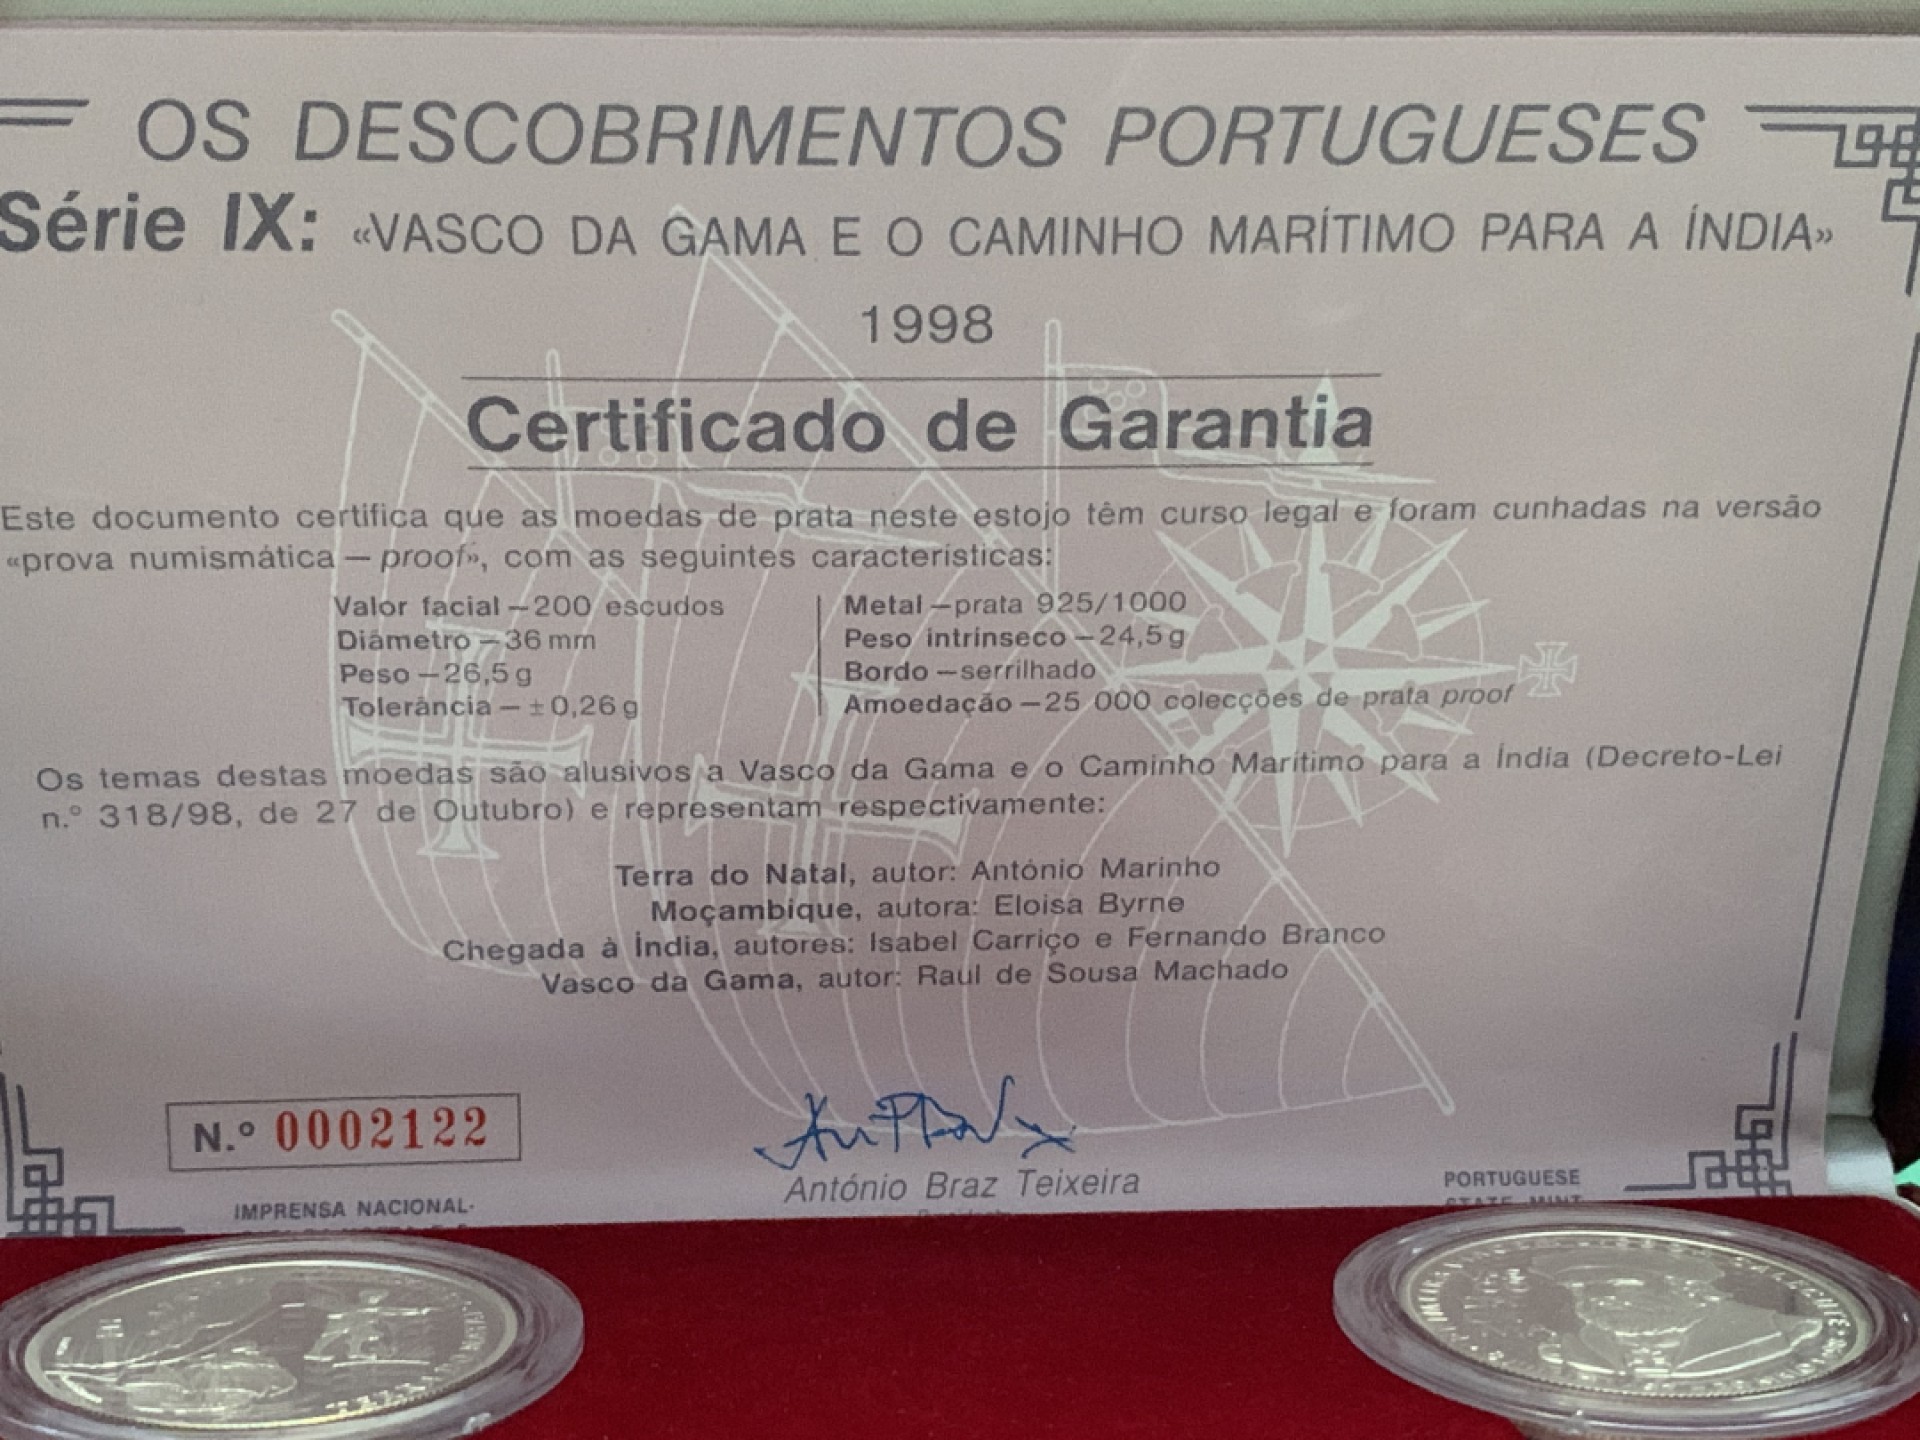 OS DESCOBRIMENTOS PORTUGUESES
Série IX: «VASCO DA GAMA E O CAMINHO MARÍTIMO PARA A ÍNDIA»
1998
Certificado de Garantia
Este documento certifica que as moedas de prata neste estojo têm curso legal e foram cunhadas na versão
«prova numismática — proof», com as seguintes características:
Valor facial — 200 escudos
Diâmetro — 36 mm
Peso — 26,5 g
Tolerância — ± 0,26 g
Metal — prata 925/1000
Peso intrínseco — 24,5 g
Bordo — serrilhado
Amoedação — 25 000 colecções de prata proof
Os temas destas moedas são alusivos a Vasco da Gama e o Caminho Marítimo para a Índia (Decreto-Lei
n.º 318/98, de 27 de Outubro) e representam respectivamente:
Terra do Natal, autor: António Marinho
Moçambique, autora: Eloisa Byrne
Chegada à Índia, autores: Isabel Carriço e Fernando Branco
Vasco da Gama, autor: Raul de Sousa Machado
N.º 0002122
António Braz Teixeira
IMPRENSA NACIONAL-
PORTUGUESE
STATE MINT